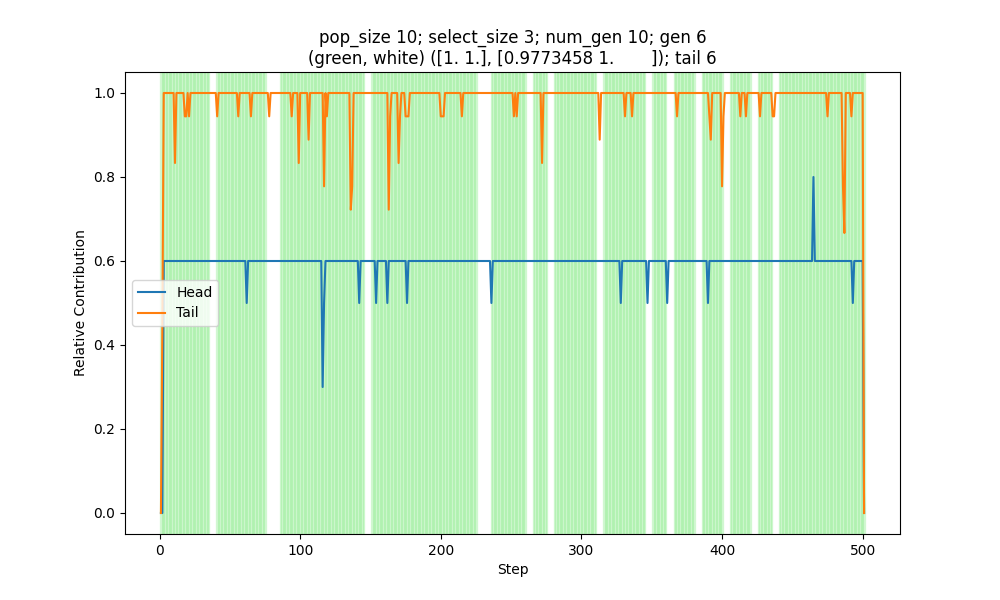 pop_size 10; select_size 3; num_gen 10; gen 6
(green, white) ([1. 1.], [0.9773458 1.        ]); tail 6
1.0
0.8
0.6
0.4
0.2
0.0
Relative Contribution
Head
Tail
0
100
200
300
400
500
Step